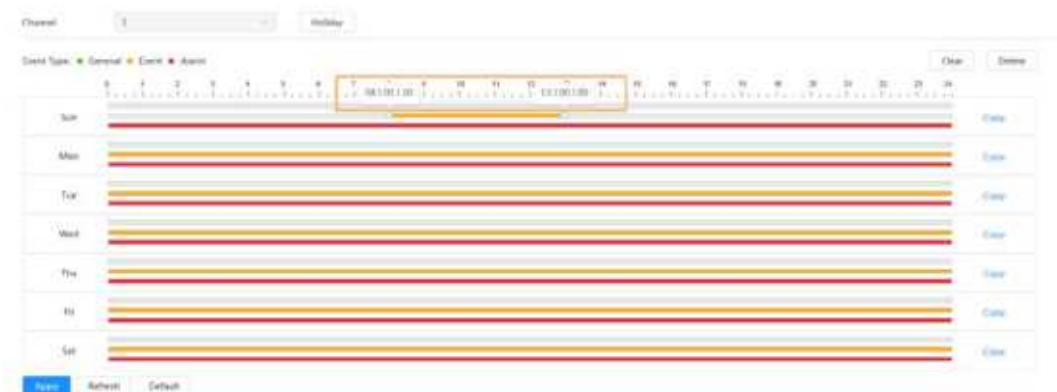 Channel 1 Holiday
Event Type: General Event Alarm Clear Delete
0 1 2 3 4 5 6 7 8 9 10 11 12 13 14 15 16 17 18 19 20 21 22 23 24
Sun Copy
Mon Copy
Tue Copy
Wed Copy
Thu Copy
Fri Copy
Sat Copy
Apply Refresh Default